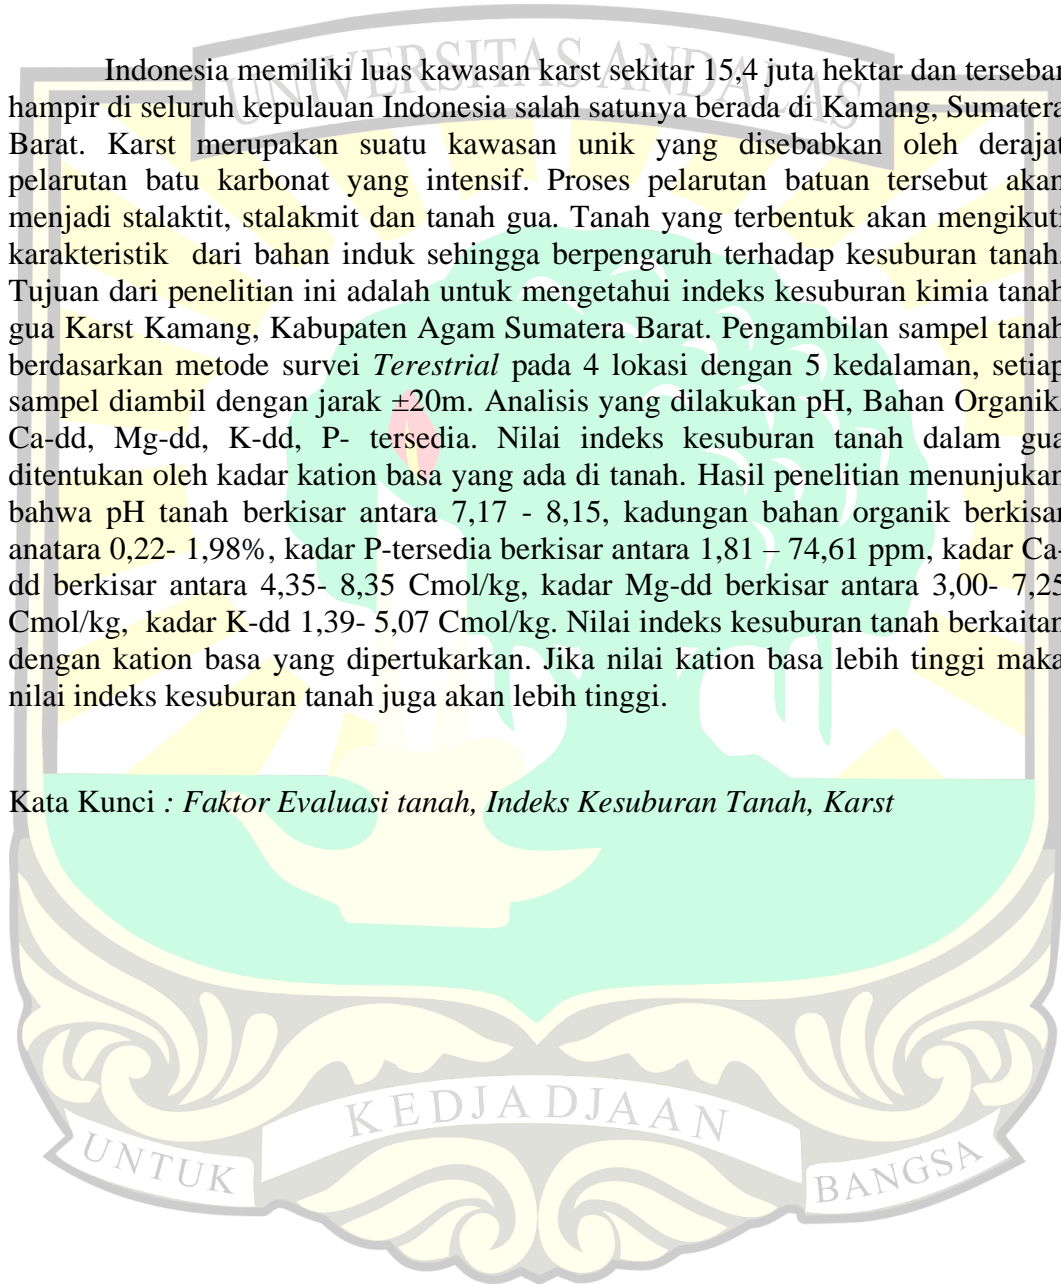 UNIVERSITAS ANDALAS
Indonesia memiliki luas kawasan karst sekitar 15,4 juta hektar dan tersebar
hampir di seluruh kepulauan Indonesia salah satunya berada di Kamang, Sumatera
Barat. Karst merupakan suatu kawasan unik yang disebabkan oleh derajat
pelarutan batu karbonat yang intensif. Proses pelarutan batuan tersebut akan
menjadi stalaktit, stalakmit dan tanah gua. Tanah yang terbentuk akan mengikuti
karakteristik dari bahan induk sehingga berpengaruh terhadap kesuburan tanah.
Tujuan dari penelitian ini adalah untuk mengetahui indeks kesuburan kimia tanah
gua Karst Kamang, Kabupaten Agam Sumatera Barat. Pengambilan sampel tanah
berdasarkan metode survei Terestrial pada 4 lokasi dengan 5 kedalaman, setiap
sampel diambil dengan jarak ±20m. Analisis yang dilakukan pH, Bahan Organik,
Ca-dd, Mg-dd, K-dd, P- tersedia. Nilai indeks kesuburan tanah dalam gua
ditentukan oleh kadar kation basa yang ada di tanah. Hasil penelitian menunjukan
bahwa pH tanah berkisar antara 7,17 - 8,15, kadungan bahan organik berkisar
anatara 0,22- 1,98%, kadar P-tersedia berkisar antara 1,81 – 74,61 ppm, kadar Ca-
dd berkisar antara 4,35- 8,35 Cmol/kg, kadar Mg-dd berkisar antara 3,00- 7,25
Cmol/kg, kadar K-dd 1,39- 5,07 Cmol/kg. Nilai indeks kesuburan tanah berkaitan
dengan kation basa yang dipertukarkan. Jika nilai kation basa lebih tinggi maka
nilai indeks kesuburan tanah juga akan lebih tinggi.
Kata Kunci : Faktor Evaluasi tanah, Indeks Kesuburan Tanah, Karst
UNTUK KEDJADJAAN BANGSA